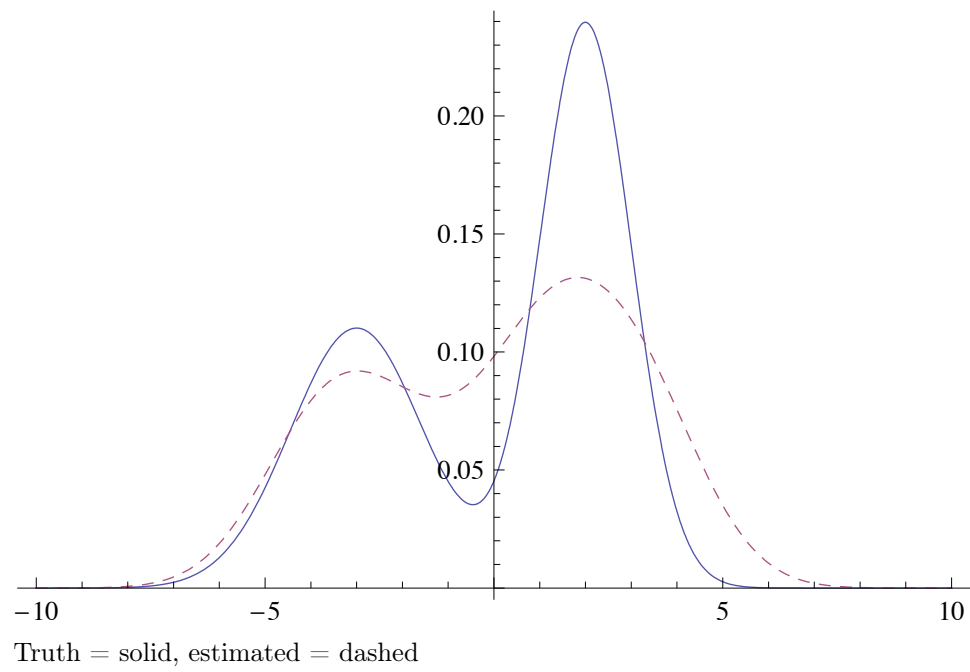 0.20
0.15
0.10
0.05
−10 −5 5 10
Truth = solid, estimated = dashed